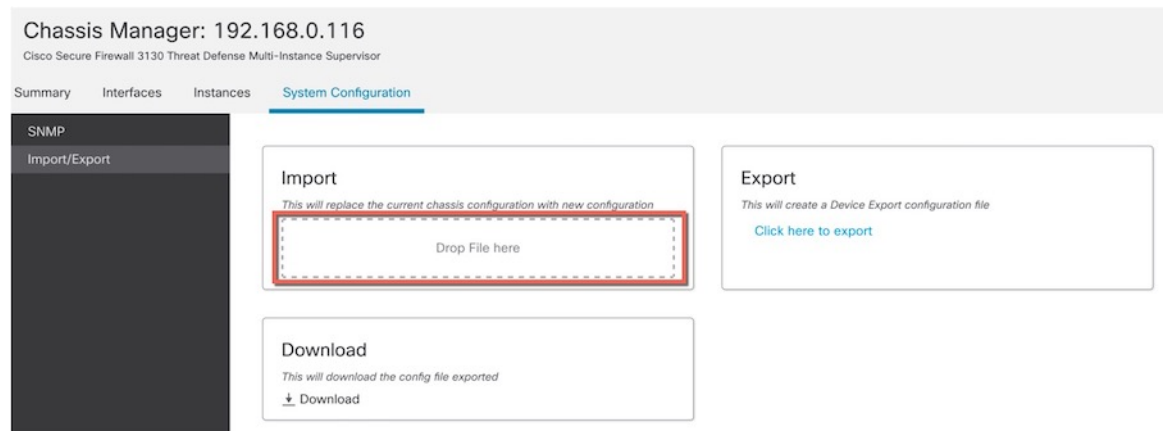 Chassis Manager: 192.168.0.116
Cisco Secure Firewall 3130 Threat Defense Multi-Instance Supervisor
Summary Interfaces Instances System Configuration
SNMP
Import/Export
Import
This will replace the current chassis configuration with new configuration
Drop File here
Export
This will create a Device Export configuration file
Click here to export
Download
This will download the config file exported
Download